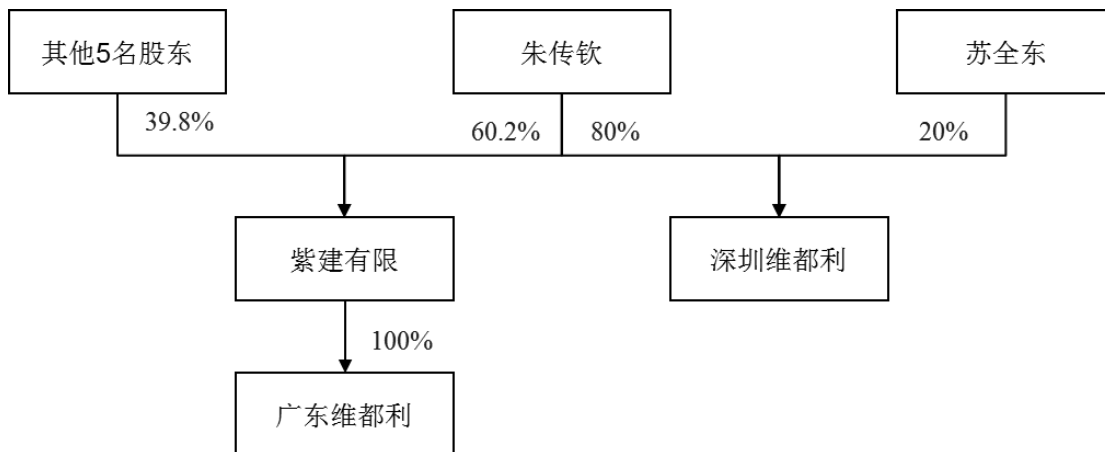 其他5名股东
朱传钦
苏全东
39.8%
60.2%
80%
20%
紫建有限
深圳维都利
100%
广东维都利